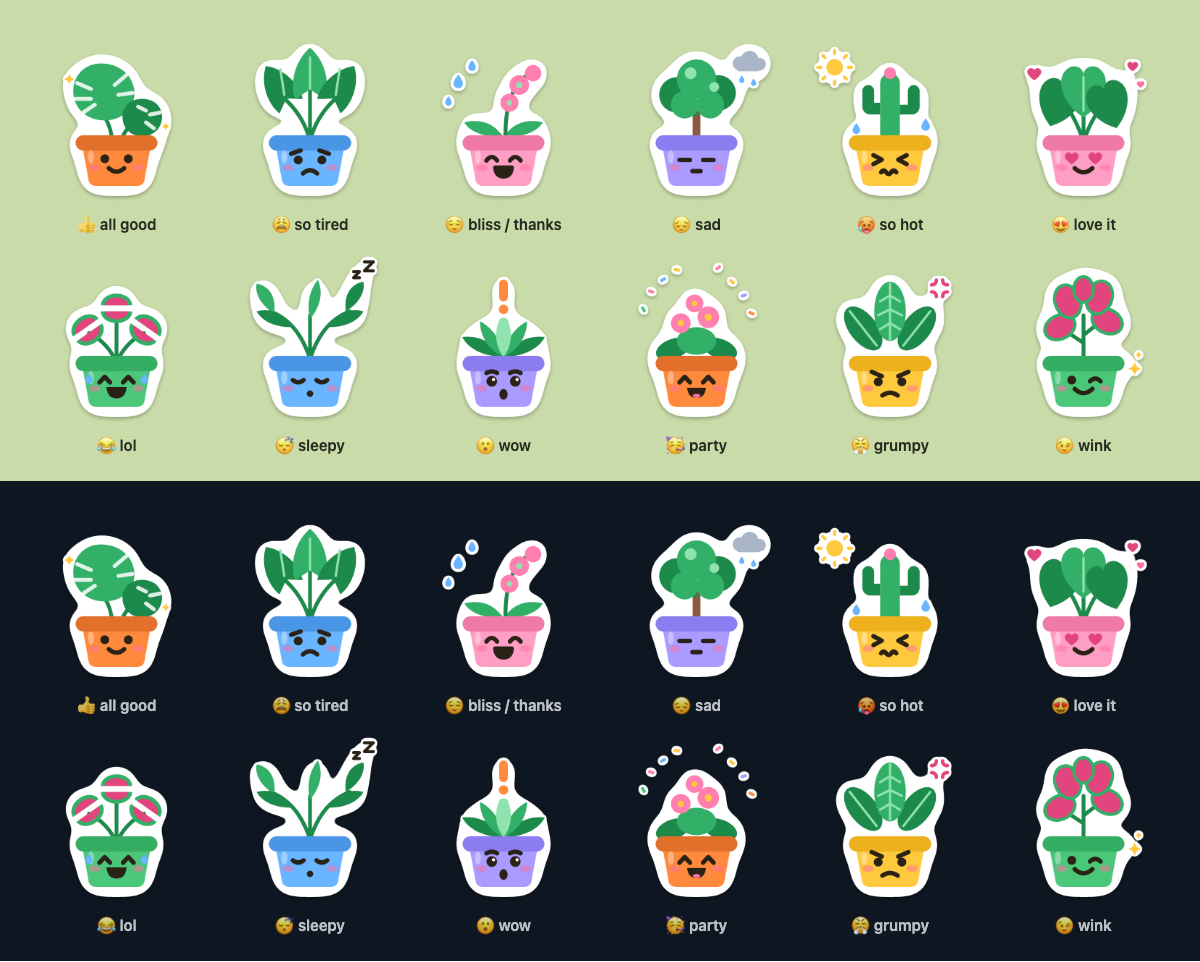 👍 all good
😩 so tired
😌 bliss / thanks
😔 sad
🥵 so hot
😍 love it
z Z
😂 lol
😴 sleepy
😮 wow
🥳 party
😤 grumpy
😉 wink
👍 all good
😩 so tired
😌 bliss / thanks
😔 sad
🥵 so hot
😍 love it
z Z
😂 lol
😴 sleepy
😮 wow
🥳 party
😤 grumpy
😉 wink